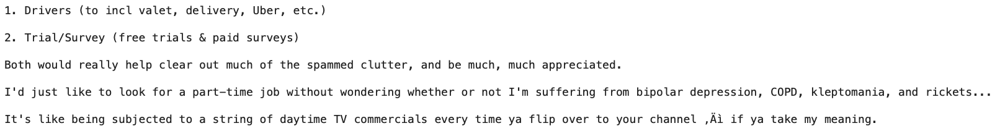 1. Drivers (to incl valet, delivery, Uber, etc.)
2. Trial/Survey (free trials & paid surveys)
Both would really help clear out much of the spammed clutter, and be much, much appreciated.
I'd just like to look for a part-time job without wondering whether or not I'm suffering from bipolar depression, COPD, kleptomania, and rickets...
It's like being subjected to a string of daytime TV commercials every time ya flip over to your channel ‚Äì if ya take my meaning.